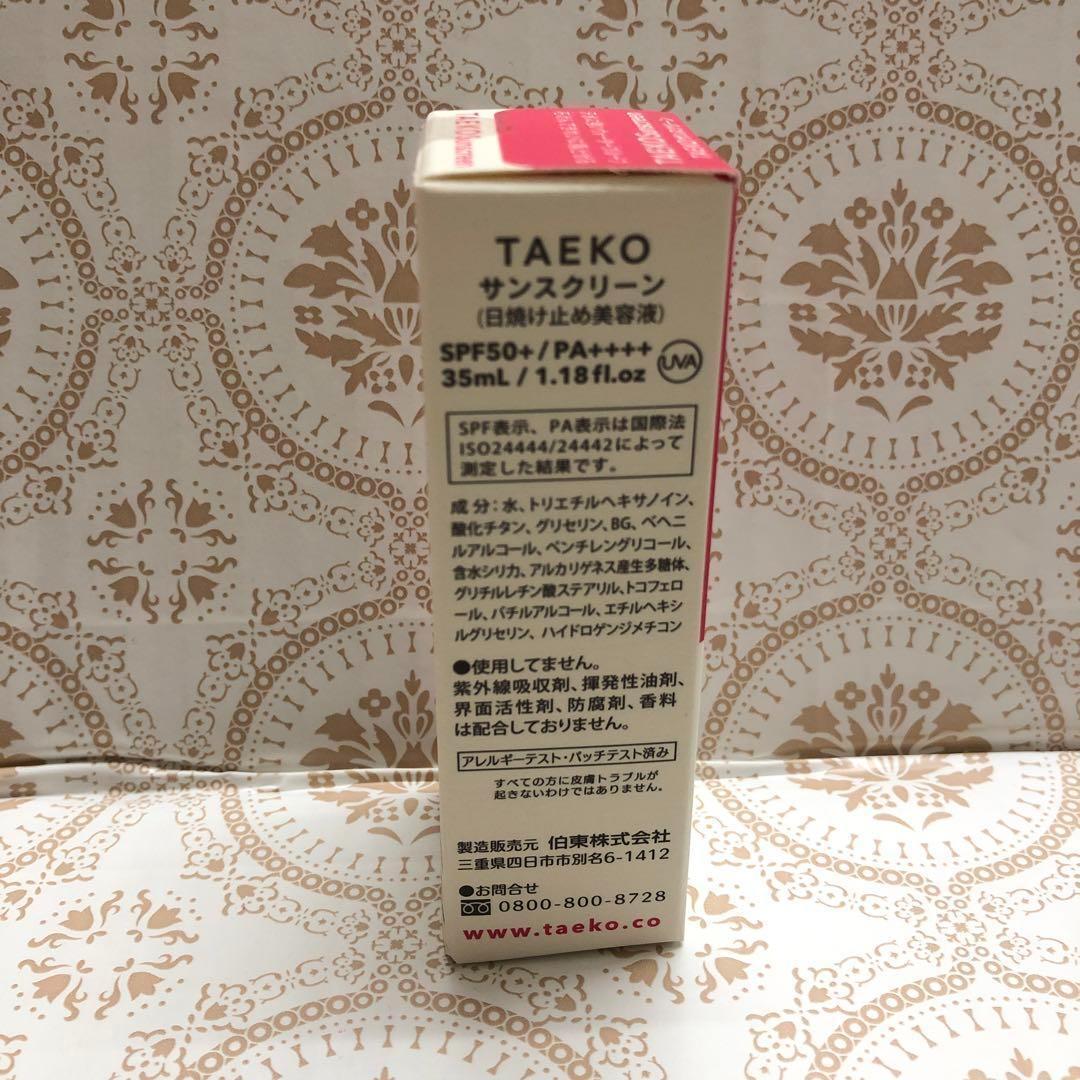 TAEKO
サンスクリーン
(日焼け止め美容液)
SPF50+ / PA++++
35mL / 1.18fl.oz
UVA
SPF表示、PA表示は国際法
ISO24444/24442によって
測定した結果です。
成分:水、トリエチルヘキサノイン、
酸化チタン、グリセリン、BG、ベヘニ
ルアルコール、ペンチレングリコール、
含水シリカ、アルカリゲネス産生多糖体、
グリチルレチン酸ステアリル、トコフェロ
ール、バチルアルコール、エチルヘキシ
ルグリセリン、ハイドロゲンジメチコン
●使用してません。
紫外線吸収剤、揮発性油剤、
界面活性剤、防腐剤、香料
は配合しておりません。
アレルギーテスト・パッチテスト済み
すべての方に皮膚トラブルが
起きないわけではありません。
製造販売元 伯東株式会社
三重県四日市市別名6-1412
●お問合せ
0800-800-8728
www.taeko.co